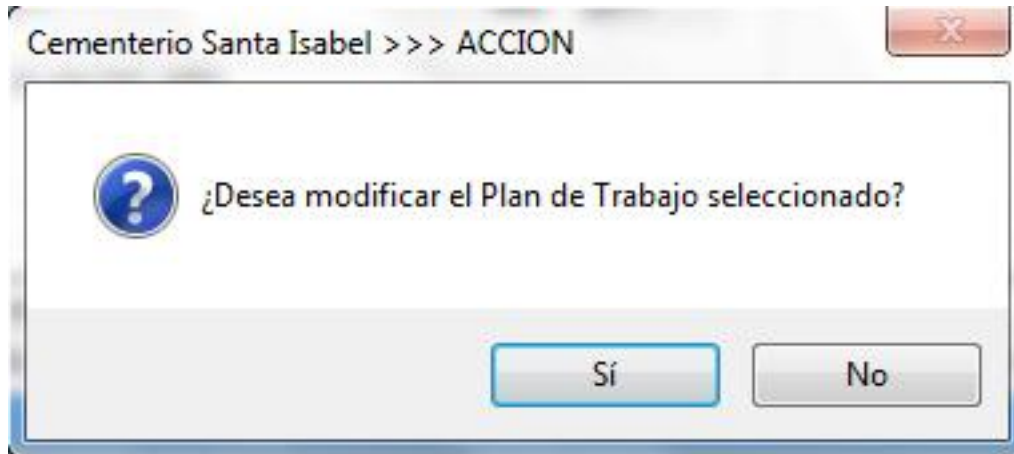 Cementerio Santa Isabel >>> ACCION
¿Desea modificar el Plan de Trabajo seleccionado?
Sí
No